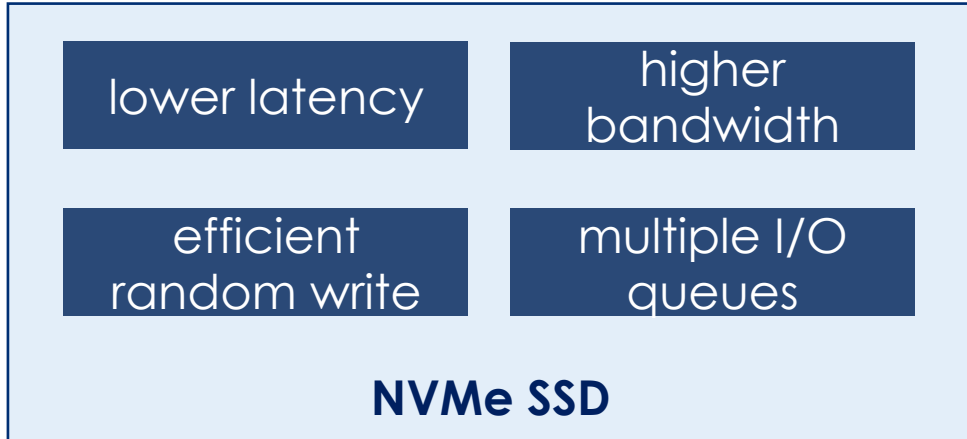 lower latency
higher
bandwidth
efficient
random write
multiple I/O
queues
NVMe SSD